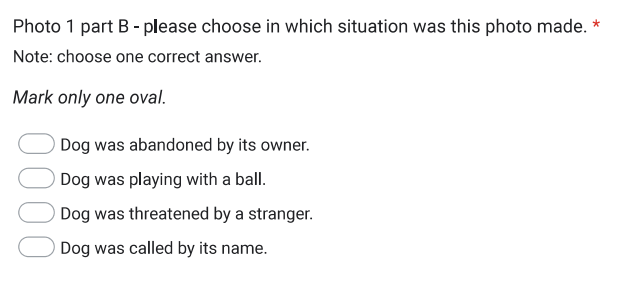 Photo 1 part B - please choose in which situation was this photo made. *
Note: choose one correct answer.
Mark only one oval.
Dog was abandoned by its owner.
Dog was playing with a ball.
Dog was threatened by a stranger.
Dog was called by its name.